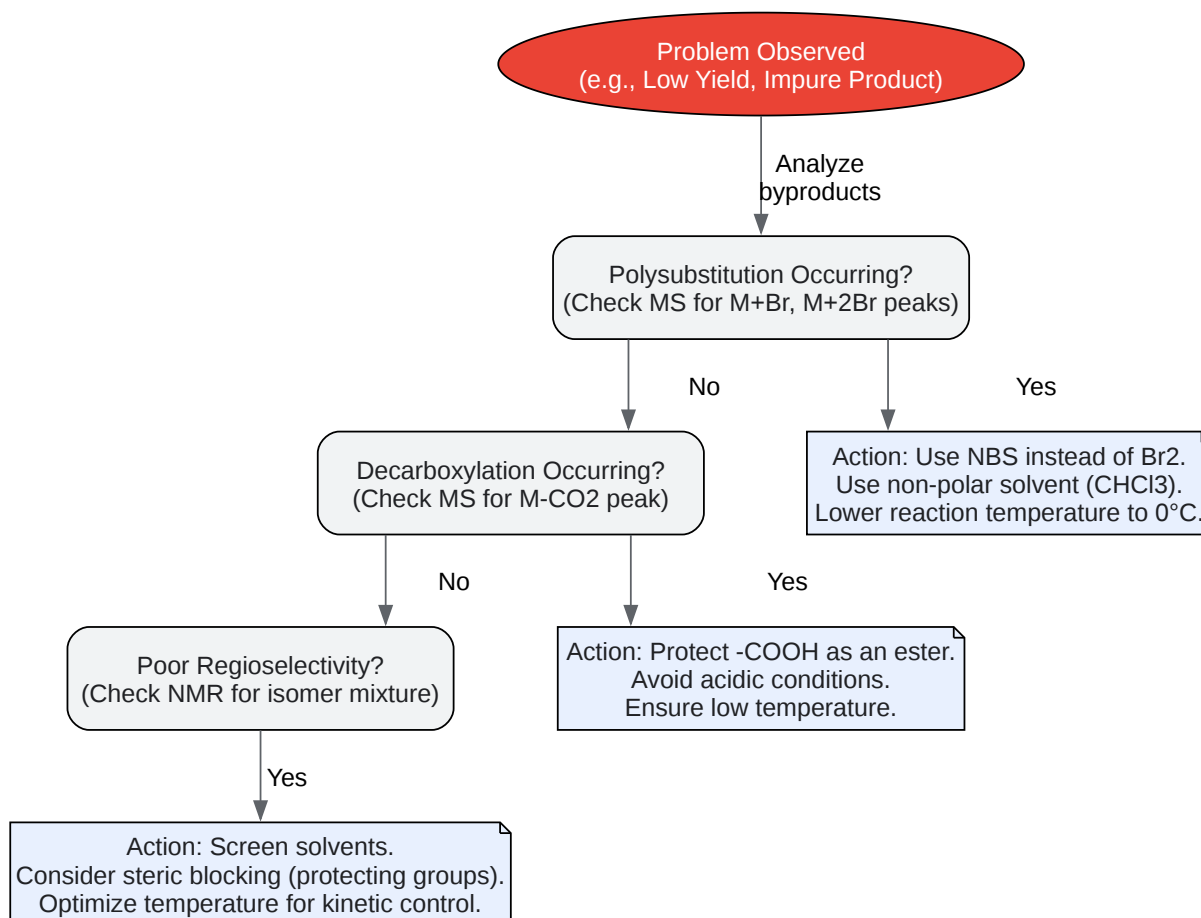 Problem Observed
(e.g., Low Yield, Impure Product)
Analyze
byproducts
Polysubstitution Occurring?
(Check MS for M+Br, M+2Br peaks)
No
Yes
Decarboxylation Occurring?
(Check MS for M-CO2 peak)
Action: Use NBS instead of Br2.
Use non-polar solvent (CHCl3).
Lower reaction temperature to 0°C.
No
Yes
Poor Regioselectivity?
(Check NMR for isomer mixture)
Action: Protect -COOH as an ester.
Avoid acidic conditions.
Ensure low temperature.
Yes
Action: Screen solvents.
Consider steric blocking (protecting groups).
Optimize temperature for kinetic control.